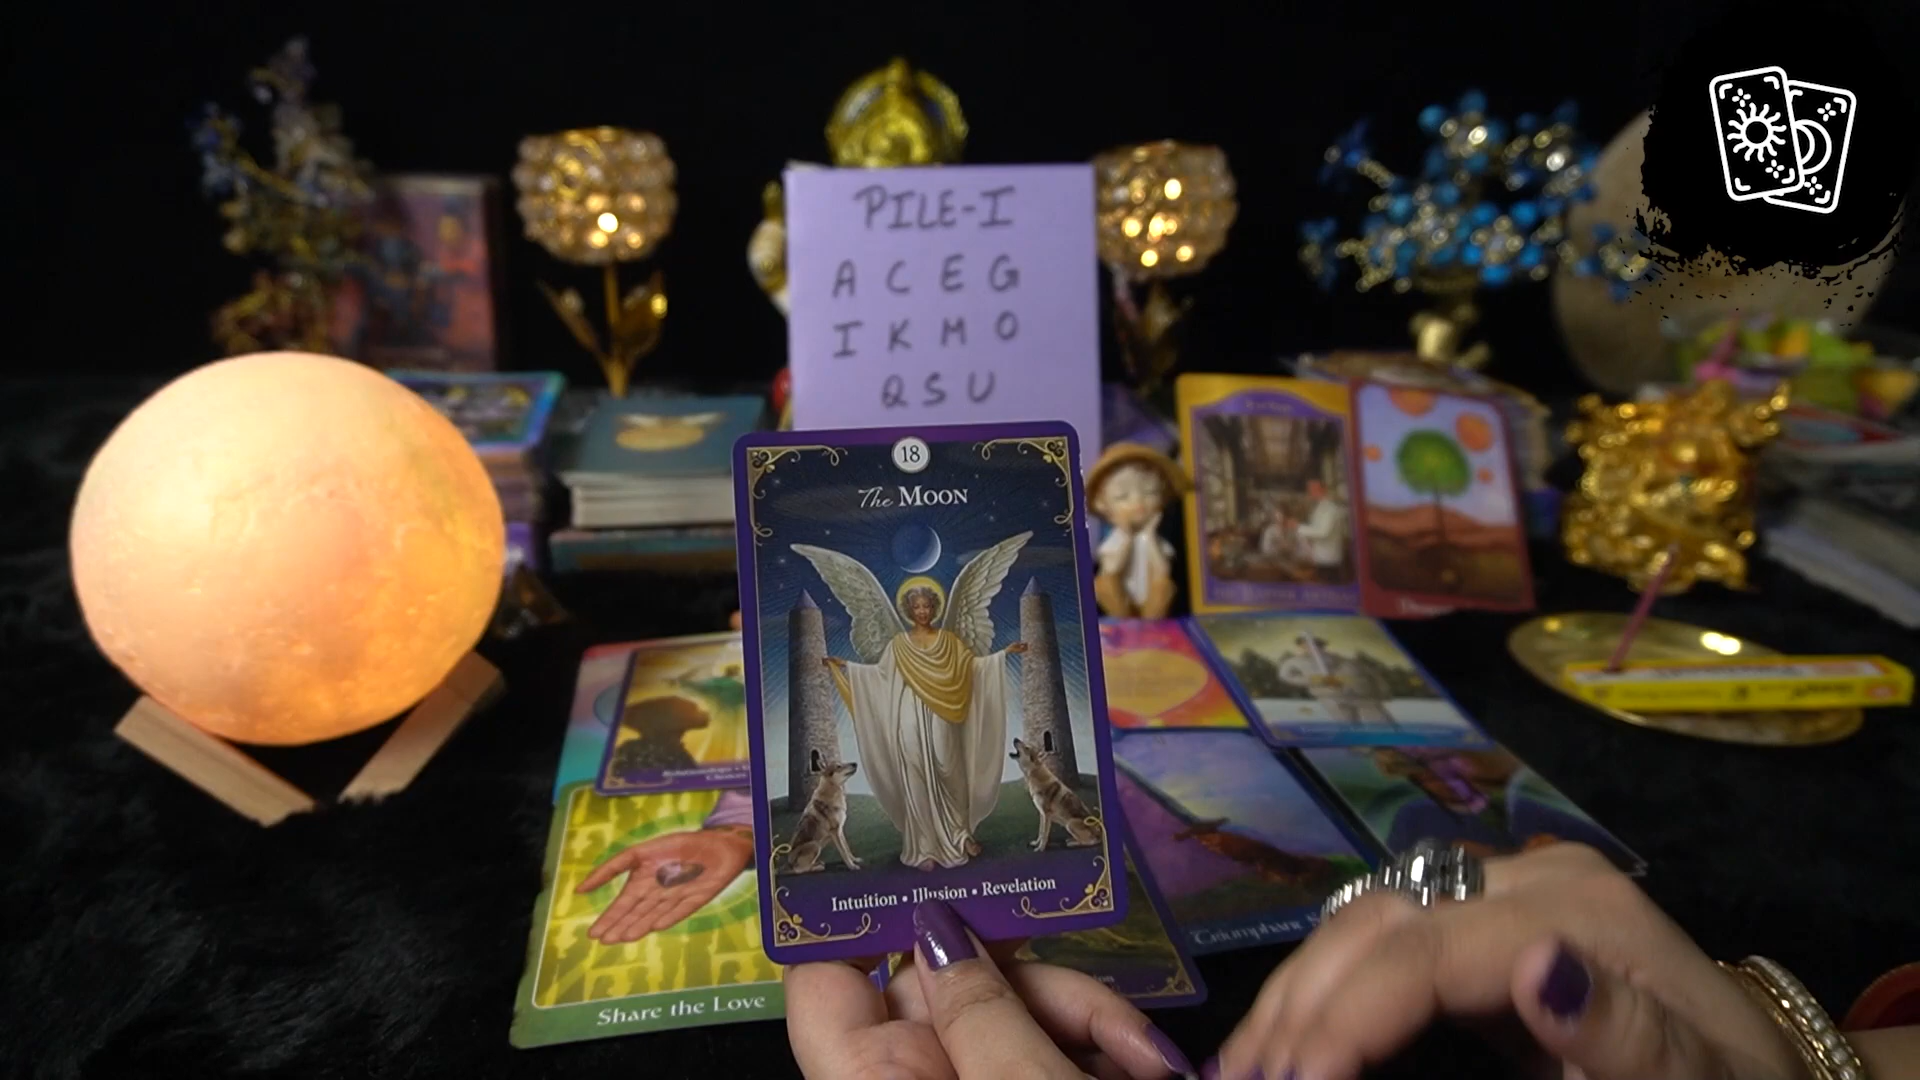 PILE-I
A C E G
I K M O
Q S U
18
The MOON
Intuition • Illusion • Revelation
Share the Love